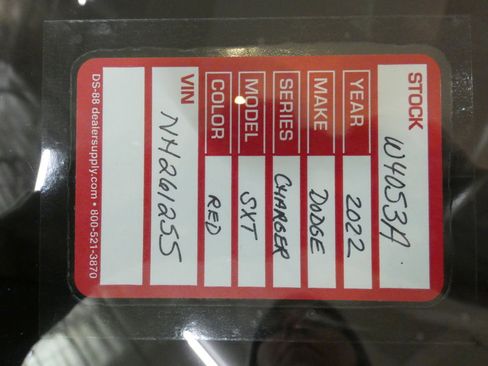 STOCK
W4053A
YEAR 2022
MAKE DODGE
SERIES CHARGER
MODEL SXT
COLOR RED
VIN
NH261255
DS-88 dealersupply.com • 800-521-3870